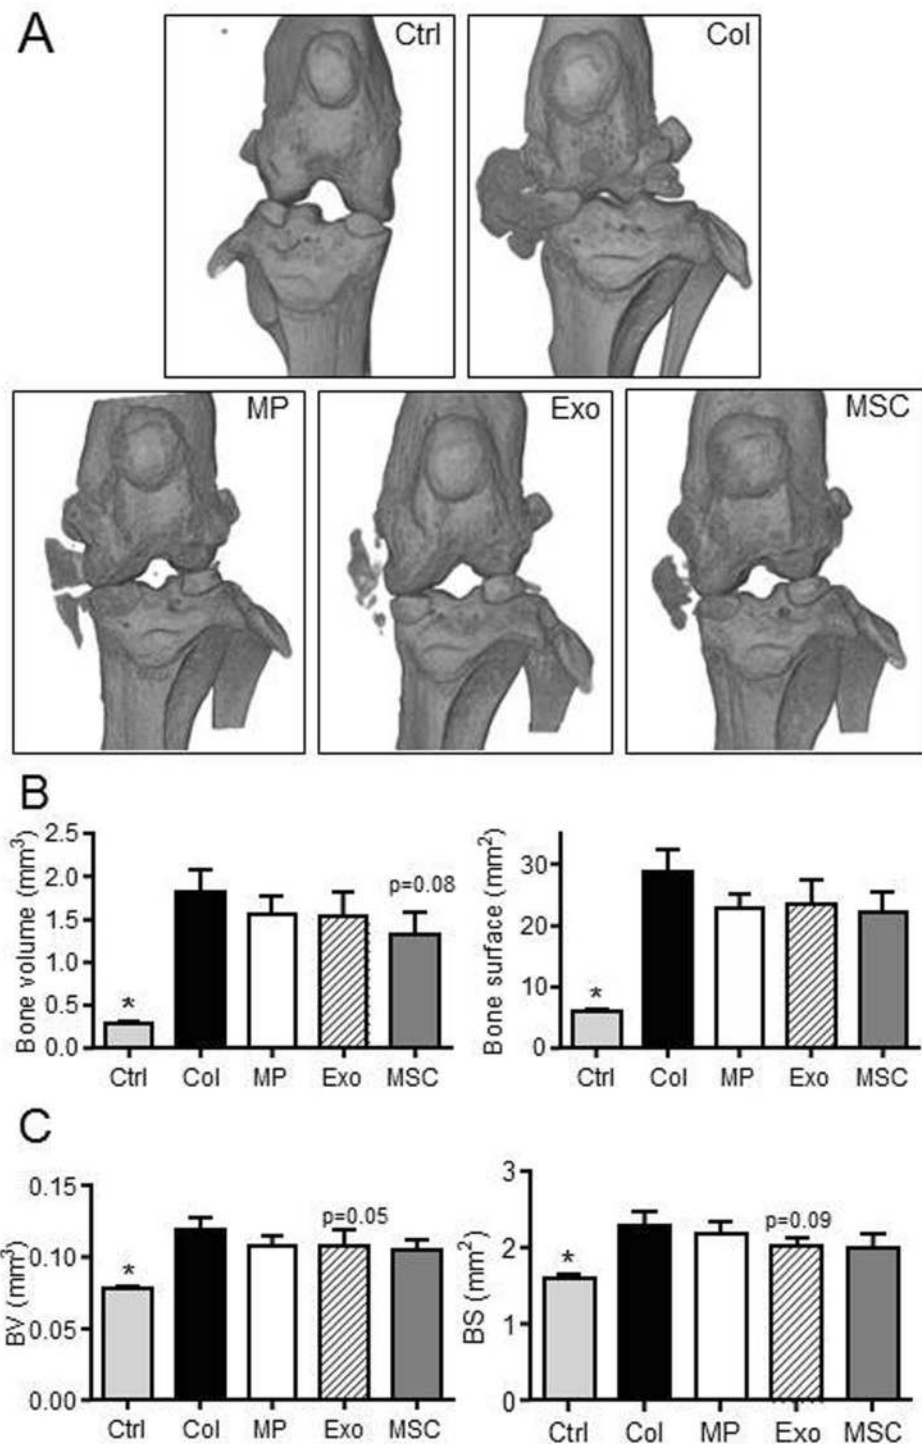 A
Ctrl
Col
MP
Exo
MSC
B
Bone volume (mm³)
2.5
2.0
1.5
1.0
0.5
0.0
*
p=0.08
Ctrl
Col
MP
Exo
MSC
Bone surface (mm²)
30
20
10
0
*
Ctrl
Col
MP
Exo
MSC
C
BV (mm³)
0.15
0.10
0.05
0.00
*
p=0.05
Ctrl
Col
MP
Exo
MSC
BS (mm²)
3
2
1
0
*
p=0.09
Ctrl
Col
MP
Exo
MSC